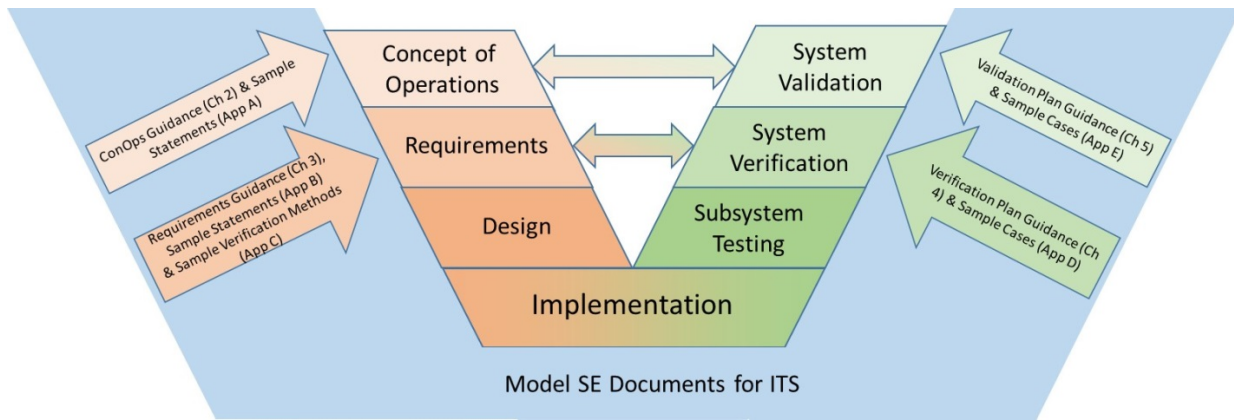 Concept of
Operations
System
Validation
ConOps Guidance (Ch 2) & Sample
Statements (App A)
Validation Plan Guidance (Ch 5)
& Sample Cases (App E)
Requirements
System
Verification
Requirements Guidance (Ch 3),
Sample Statements (App B)
& Sample Verification Methods
(App C)
Verification Plan Guidance (Ch
4) & Sample Cases (App D)
Design
Subsystem
Testing
Implementation
Model SE Documents for ITS